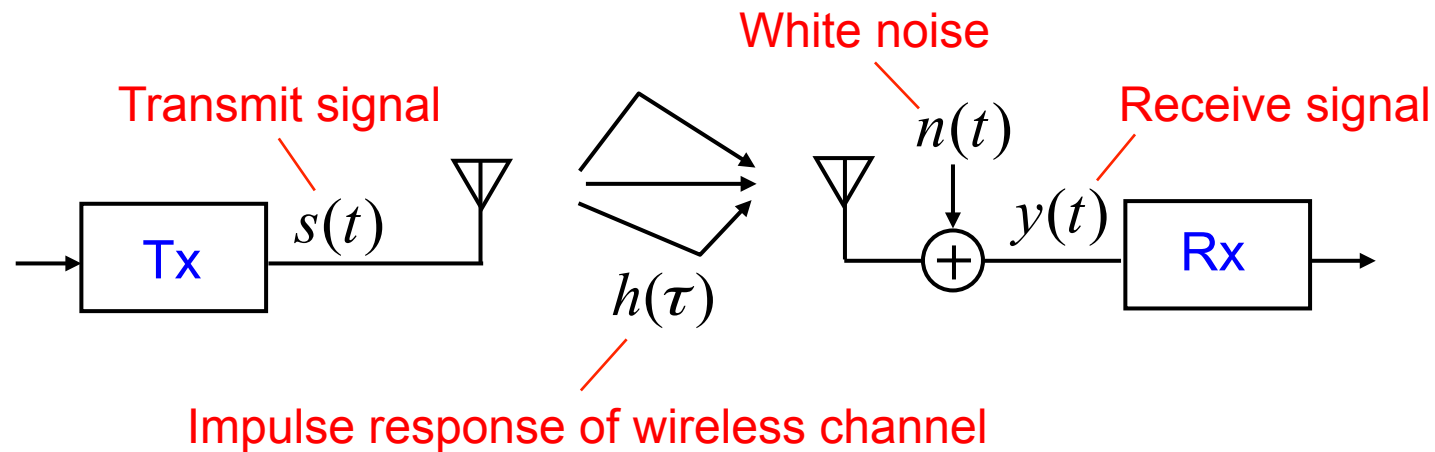 White noise
Transmit signal
Receive signal
n(t)
s(t)
y(t)
Tx
Rx
h(τ)
Impulse response of wireless channel